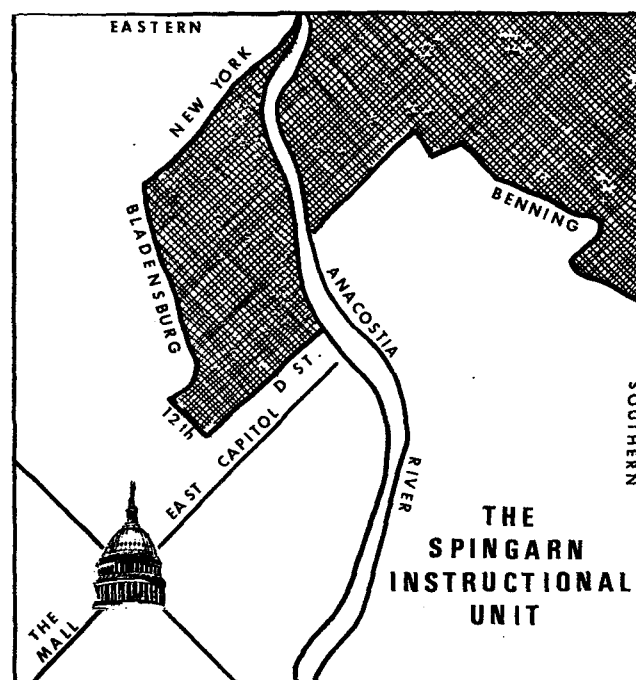 EASTERN
NEW YORK
BLADENSBURG
BENNING
ANACOSTIA
RIVER
12th
D ST.
EAST CAPITOL
SOUTHERN
THE
MALL
THE
SPINGARN
INSTRUCTIONAL
UNIT